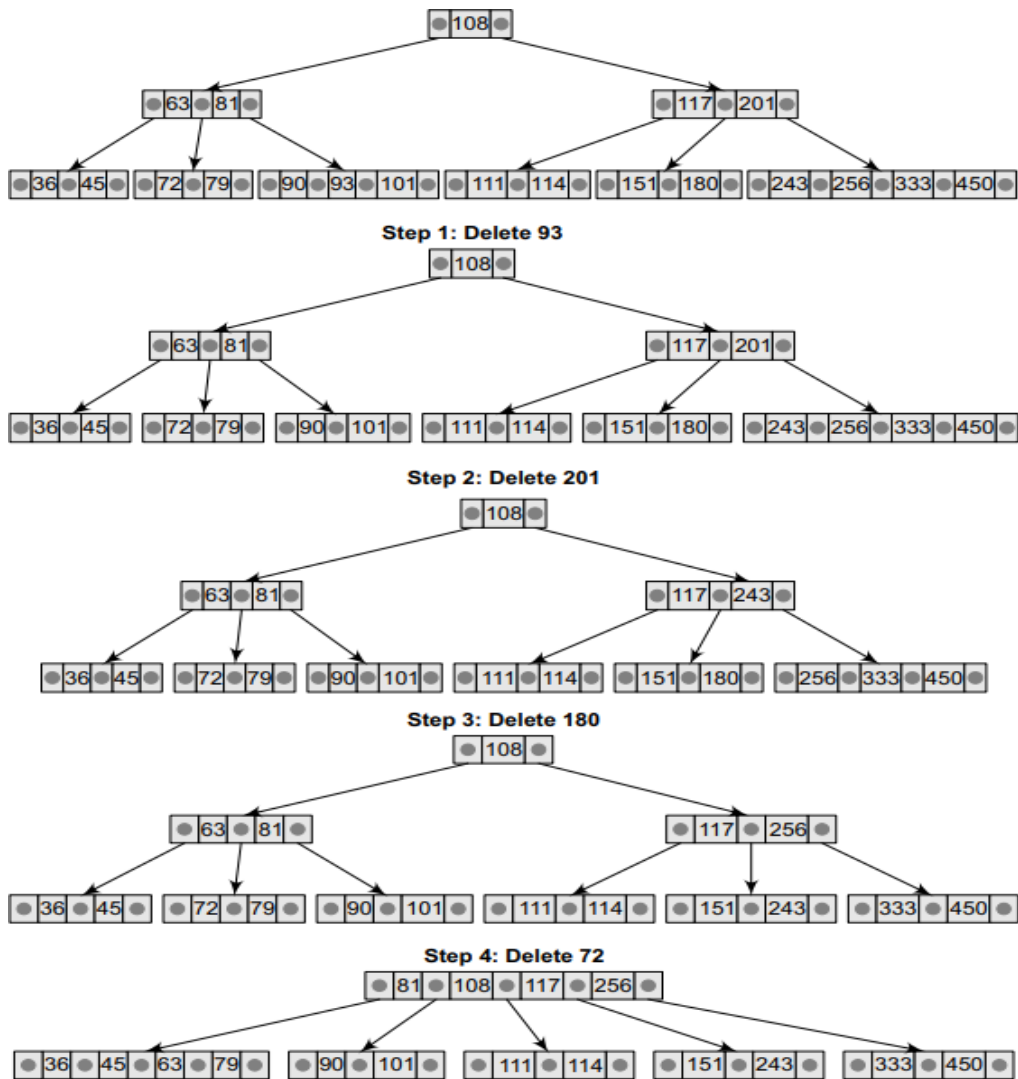 108
63 81 117 201
36 45 72 79 90 93 101 111 114 151 180 243 256 333 450
Step 1: Delete 93
108
63 81 117 201
36 45 72 79 90 101 111 114 151 180 243 256 333 450
Step 2: Delete 201
108
63 81 117 243
36 45 72 79 90 101 111 114 151 180 256 333 450
Step 3: Delete 180
108
63 81 117 256
36 45 72 79 90 101 111 114 151 243 333 450
Step 4: Delete 72
81 108 117 256
36 45 63 79 90 101 111 114 151 243 333 450